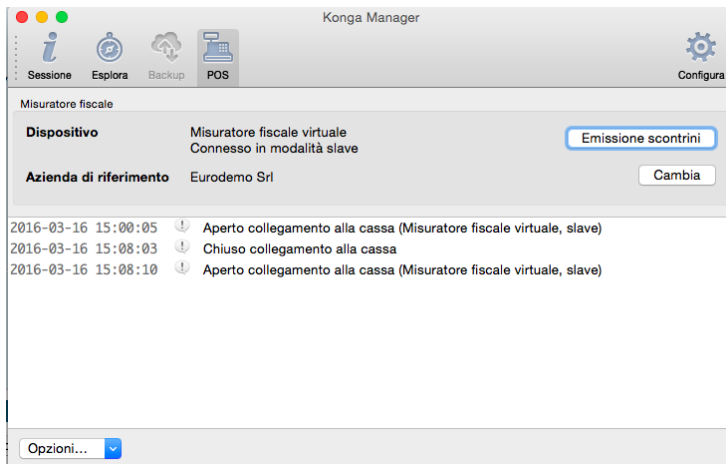 Konga Manager
Sessione Esplora Backup POS Configura
Misuratore fiscale
Dispositivo Misuratore fiscale virtuale Emissione scontrini
Connesso in modalità slave
Azienda di riferimento Eurodemo Srl Cambia
2016-03-16 15:00:05 Aperto collegamento alla cassa (Misuratore fiscale virtuale, slave)
2016-03-16 15:08:03 Chiuso collegamento alla cassa
2016-03-16 15:08:10 Aperto collegamento alla cassa (Misuratore fiscale virtuale, slave)
Opzioni...